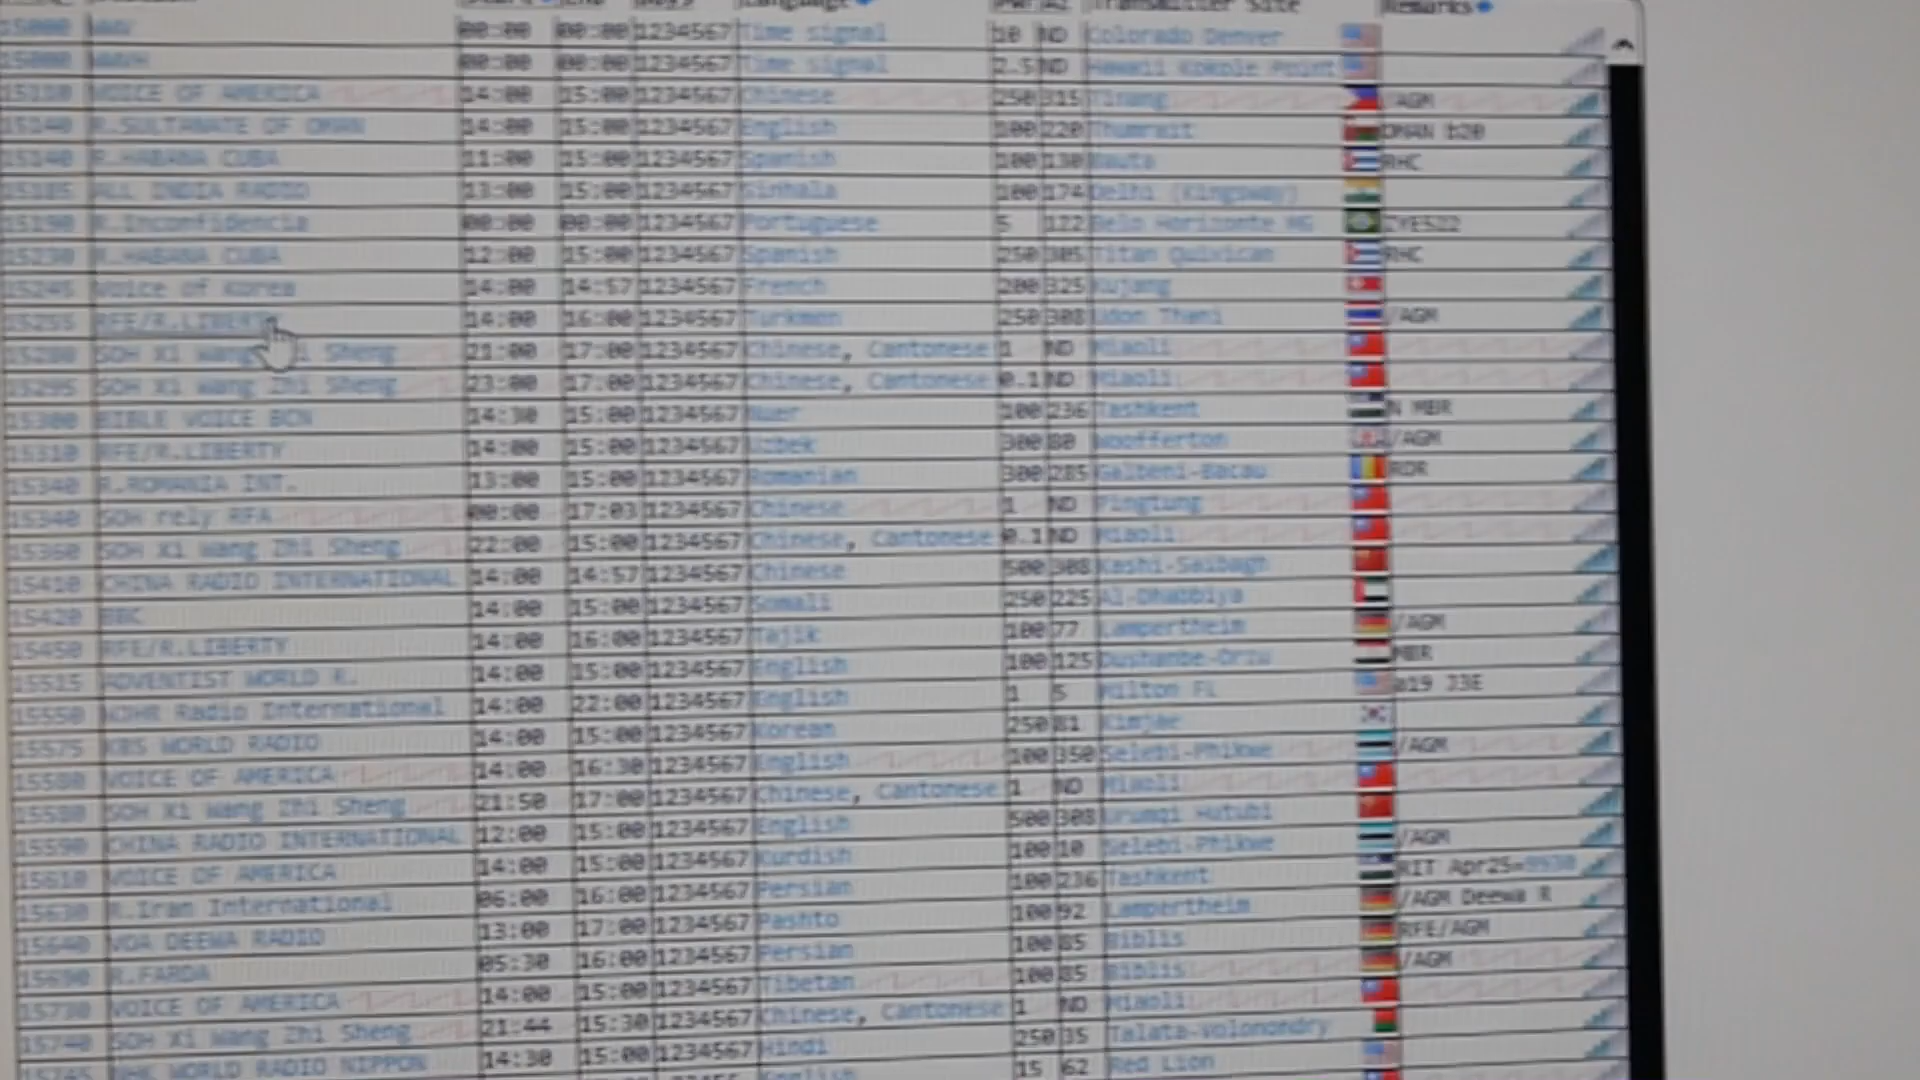 15000 WWV 00:00 00:00 1234567 Time signal 10 ND Colorado Denver
15000 WWVH 00:00 00:00 1234567 Time signal 2.5 ND Hawaii Kekole Point
15110 VOICE OF AMERICA 14:00 15:00 1234567 Chinese 250 315 Tinang /AGM
15140 R.SULTANATE OF OMAN 14:00 15:00 1234567 English 100 220 Thumrait OMAN b20
15140 R.HABANA CUBA 11:00 15:00 1234567 Spanish 100 130 Bauta RHC
15185 ALL INDIA RADIO 13:00 15:00 1234567 Sinhala 100 174 Delhi (Kingsway)
15190 R.Inconfidencia 00:00 00:00 1234567 Portuguese 5 122 Belo Horizonte MG ZYE522
15230 R.HABANA CUBA 12:00 15:00 1234567 Spanish 250 305 Titan Quivican RHC
15245 Voice of Korea 14:00 14:57 1234567 French 200 325 Kujang
15255 RFE/R.LIBERTY 14:00 16:00 1234567 Turkmen 250 308 Udon Thani /AGM
15280 SOH Xi Wang Sheng 21:00 17:00 1234567 Chinese, Cantonese 1 ND Miaoli
15295 SOH Xi Wang Zhi Sheng 23:00 17:00 1234567 Chinese, Cantonese 0.1 ND Miaoli
15300 BIBLE VOICE BCN 14:30 15:00 1234567 Nuer 100 236 Tashkent N MBR
15310 RFE/R.LIBERTY 14:00 15:00 1234567 Uzbek 300 80 Woofferton /AGM
15340 R.ROMANIA INT. 13:00 15:00 1234567 Romanian 300 285 Galbeni-Bacau ROR
15340 SOH rely RFA 00:00 17:03 1234567 Chinese 1 ND Pingtung
15360 SOH Xi Wang Zhi Sheng 22:00 15:00 1234567 Chinese, Cantonese 0.1 ND Miaoli
15410 CHINA RADIO INTERNATIONAL 14:00 14:57 1234567 Chinese 500 308 Kashi-Saibagh
15420 BBC 14:00 15:00 1234567 Somali 250 225 Al-Dhabbiya
15450 RFE/R.LIBERTY 14:00 16:00 1234567 Tajik 100 77 Lampertheim /AGM
15515 ADVENTIST WORLD R. 14:00 15:00 1234567 English 100 125 Dushanbe-Orzu MBR
15550 WJHR Radio International 14:00 22:00 1234567 English 1 5 Milton FL J3E
15575 KBS WORLD RADIO 14:00 15:00 1234567 Korean 250 81 Kimjae
15580 VOICE OF AMERICA 14:00 16:30 1234567 English 100 350 Selebi-Phikwe /AGM
15580 SOH Xi Wang Zhi Sheng 21:50 17:00 1234567 Chinese, Cantonese 1 ND Miaoli
15590 CHINA RADIO INTERNATIONAL 12:00 15:00 1234567 English 500 308 Urumqi Hutubi
15610 VOICE OF AMERICA 14:00 15:00 1234567 Kurdish 100 10 Selebi-Phikwe /AGM
15630 R.Iran International 06:00 16:00 1234567 Persian 100 236 Tashkent RIT Apr25=9930
15640 VOA DEEWA RADIO 13:00 17:00 1234567 Pashto 100 92 Lampertheim /AGM Deewa R
15690 R.FARDA 05:30 16:00 1234567 Persian 100 85 Biblis RFE/AGM
15730 VOICE OF AMERICA 14:00 15:00 1234567 Tibetan 100 85 Biblis /AGM
15740 SOH Xi Wang Zhi Sheng 21:44 15:30 1234567 Chinese, Cantonese 1 ND Miaoli
15745 NHK WORLD RADIO NIPPON 14:30 15:00 1234567 Hindi 250 35 Talata-Volonondry
English 15 62 Red Lion